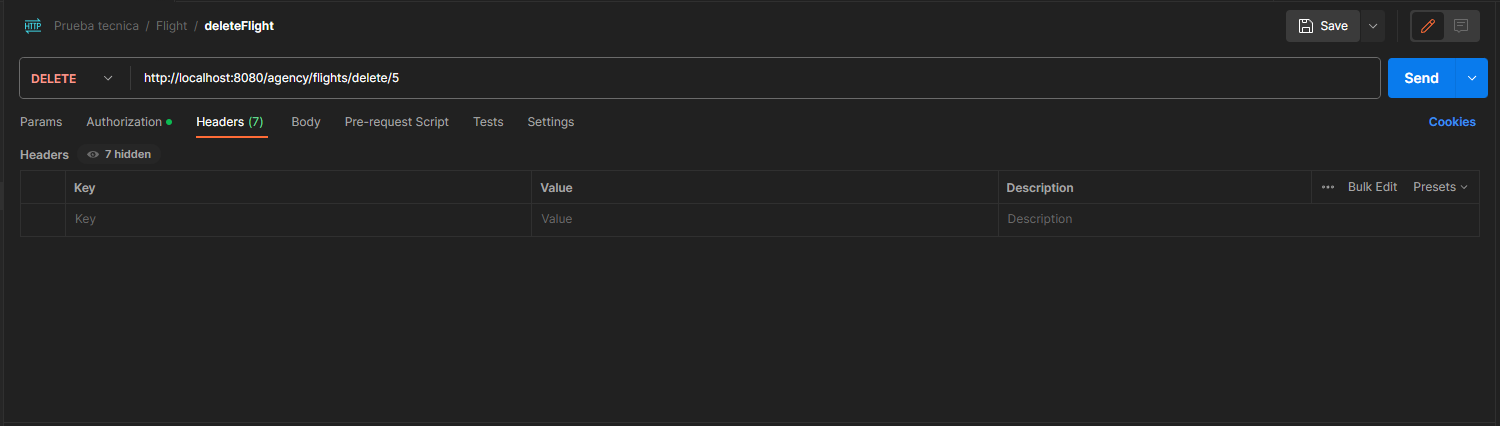 HTTP Prueba tecnica / Flight / deleteFlight Save
DELETE http://localhost:8080/agency/flights/delete/5 Send
Params Authorization Headers (7) Body Pre-request Script Tests Settings Cookies
Headers 7 hidden
Key Value Description ••• Bulk Edit Presets
Key Value Description